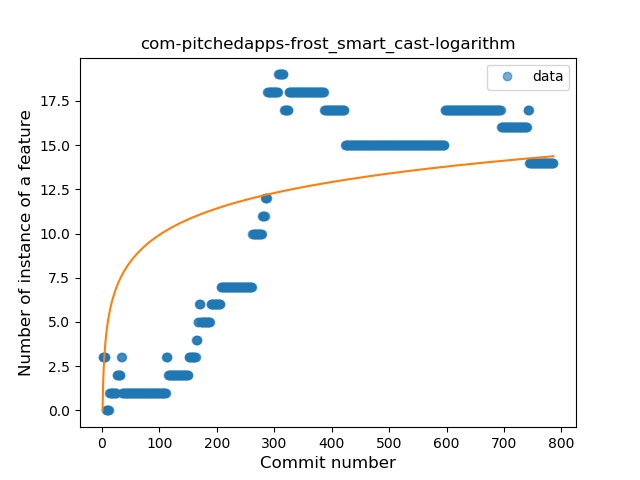 com-pitchedapps-frost_smart_cast-logarithm
data
Number of instance of a feature
17.5
15.0
12.5
10.0
7.5
5.0
2.5
0.0
0 100 200 300 400 500 600 700 800
Commit number